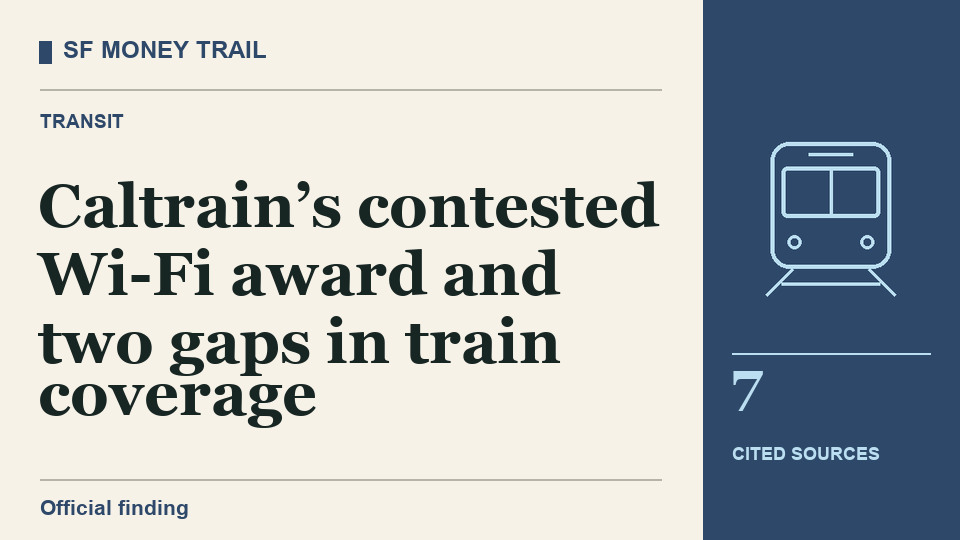 SF MONEY TRAIL
TRANSIT
Caltrain’s contested
Wi-Fi award and
two gaps in train
coverage
7
CITED SOURCES
Official finding